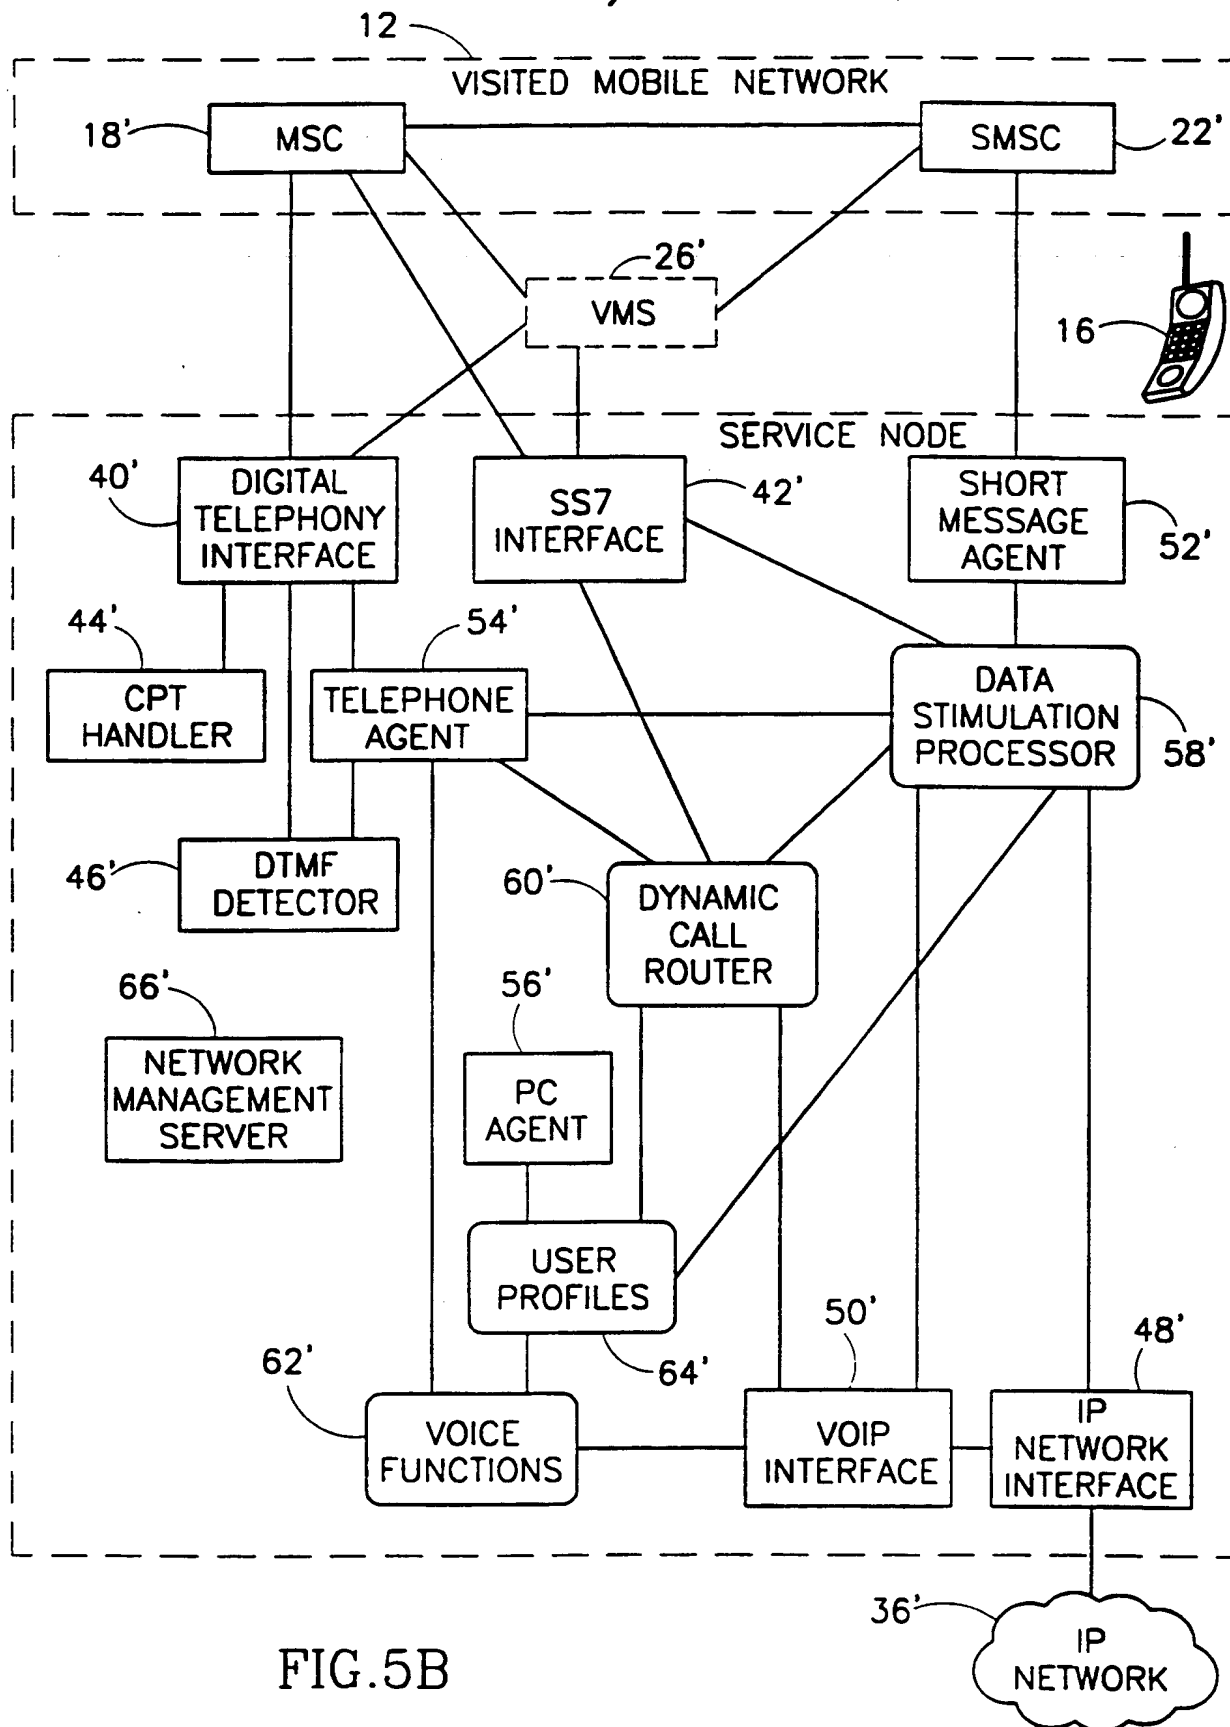 12
VISITED MOBILE NETWORK
18'
MSC
SMSC
22'
26'
VMS
16
SERVICE NODE
40'
DIGITAL
TELEPHONY
INTERFACE
SS7
INTERFACE
42'
SHORT
MESSAGE
AGENT
52'
44'
54'
CPT
HANDLER
TELEPHONE
AGENT
DATA
STIMULATION
PROCESSOR
58'
46'
DTMF
DETECTOR
60'
DYNAMIC
CALL
ROUTER
66'
56'
NETWORK
MANAGEMENT
SERVER
PC
AGENT
USER
PROFILES
64'
50'
48'
62'
VOICE
FUNCTIONS
VOIP
INTERFACE
IP
NETWORK
INTERFACE
36'
IP
NETWORK
FIG.5B